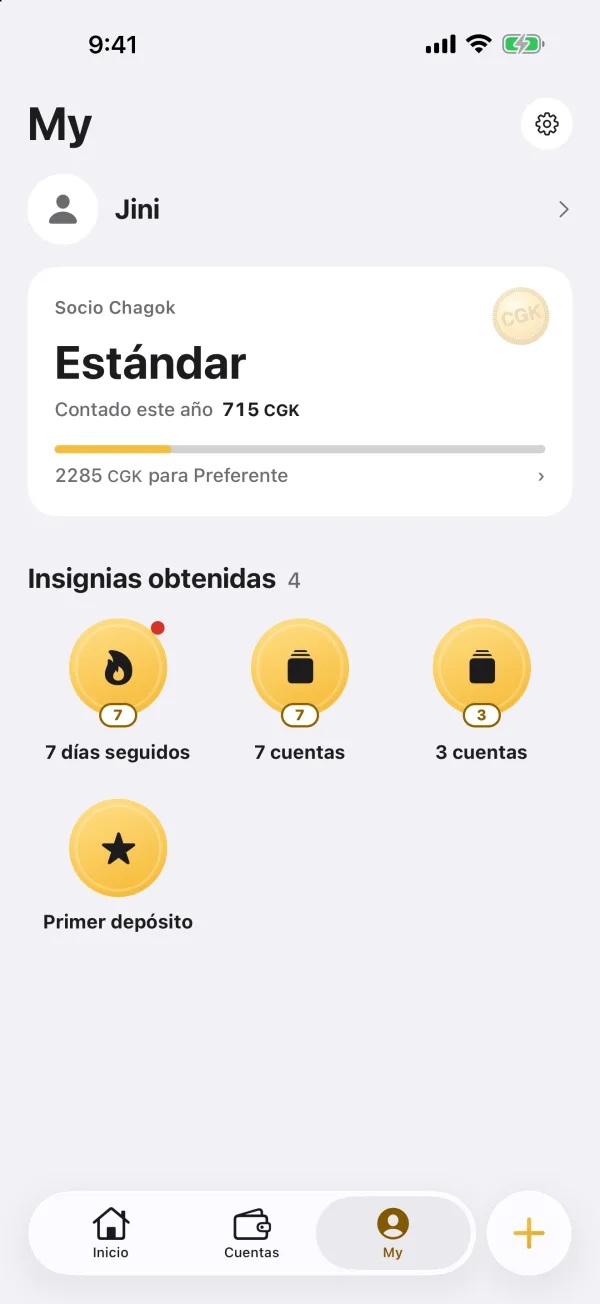 9:41
My
Jini
Socio Chagok
CGK
Estándar
Contado este año 715 CGK
2285 CGK para Preferente
Insignias obtenidas 4
7
7
3
7 días seguidos
7 cuentas
3 cuentas
Primer depósito
Inicio
Cuentas
My